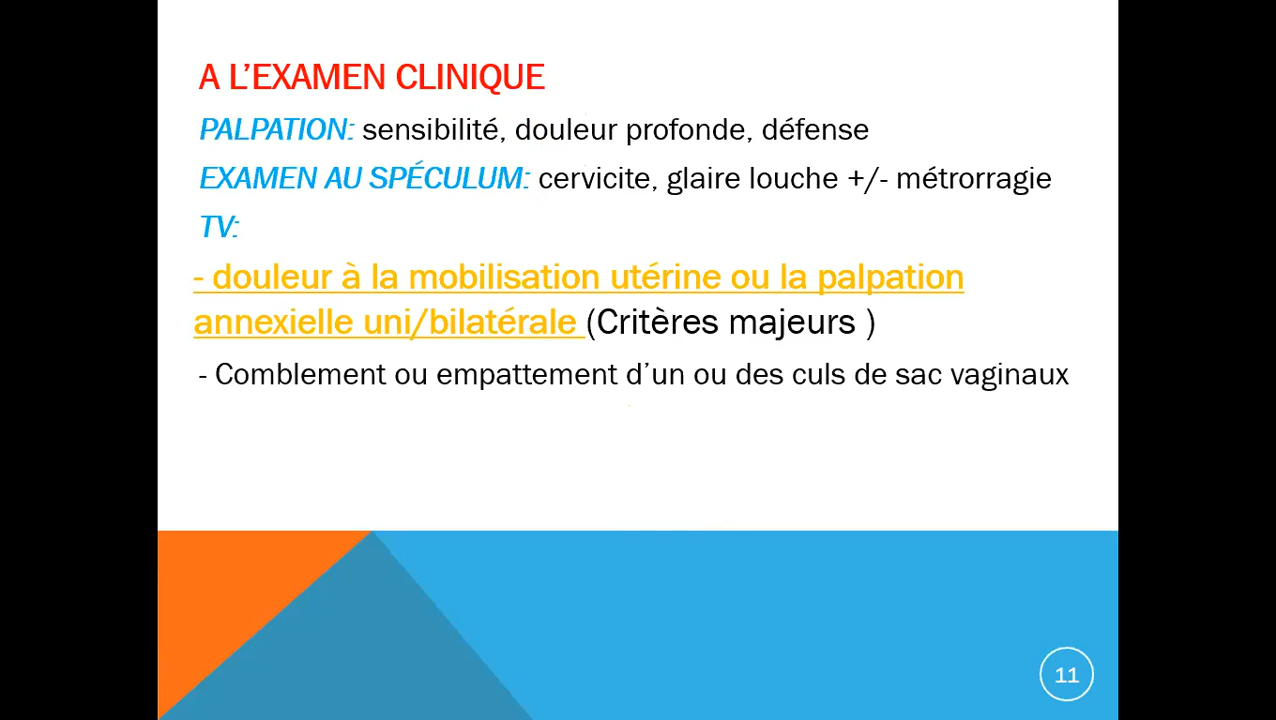 A L’EXAMEN CLINIQUE
PALPATION: sensibilité, douleur profonde, défense
EXAMEN AU SPÉCULUM: cervicite, glaire louche +/- métrorragie
TV:
- douleur à la mobilisation utérine ou la palpation
annexielle uni/bilatérale (Critères majeurs )
- Comblement ou empattement d’un ou des culs de sac vaginaux
11